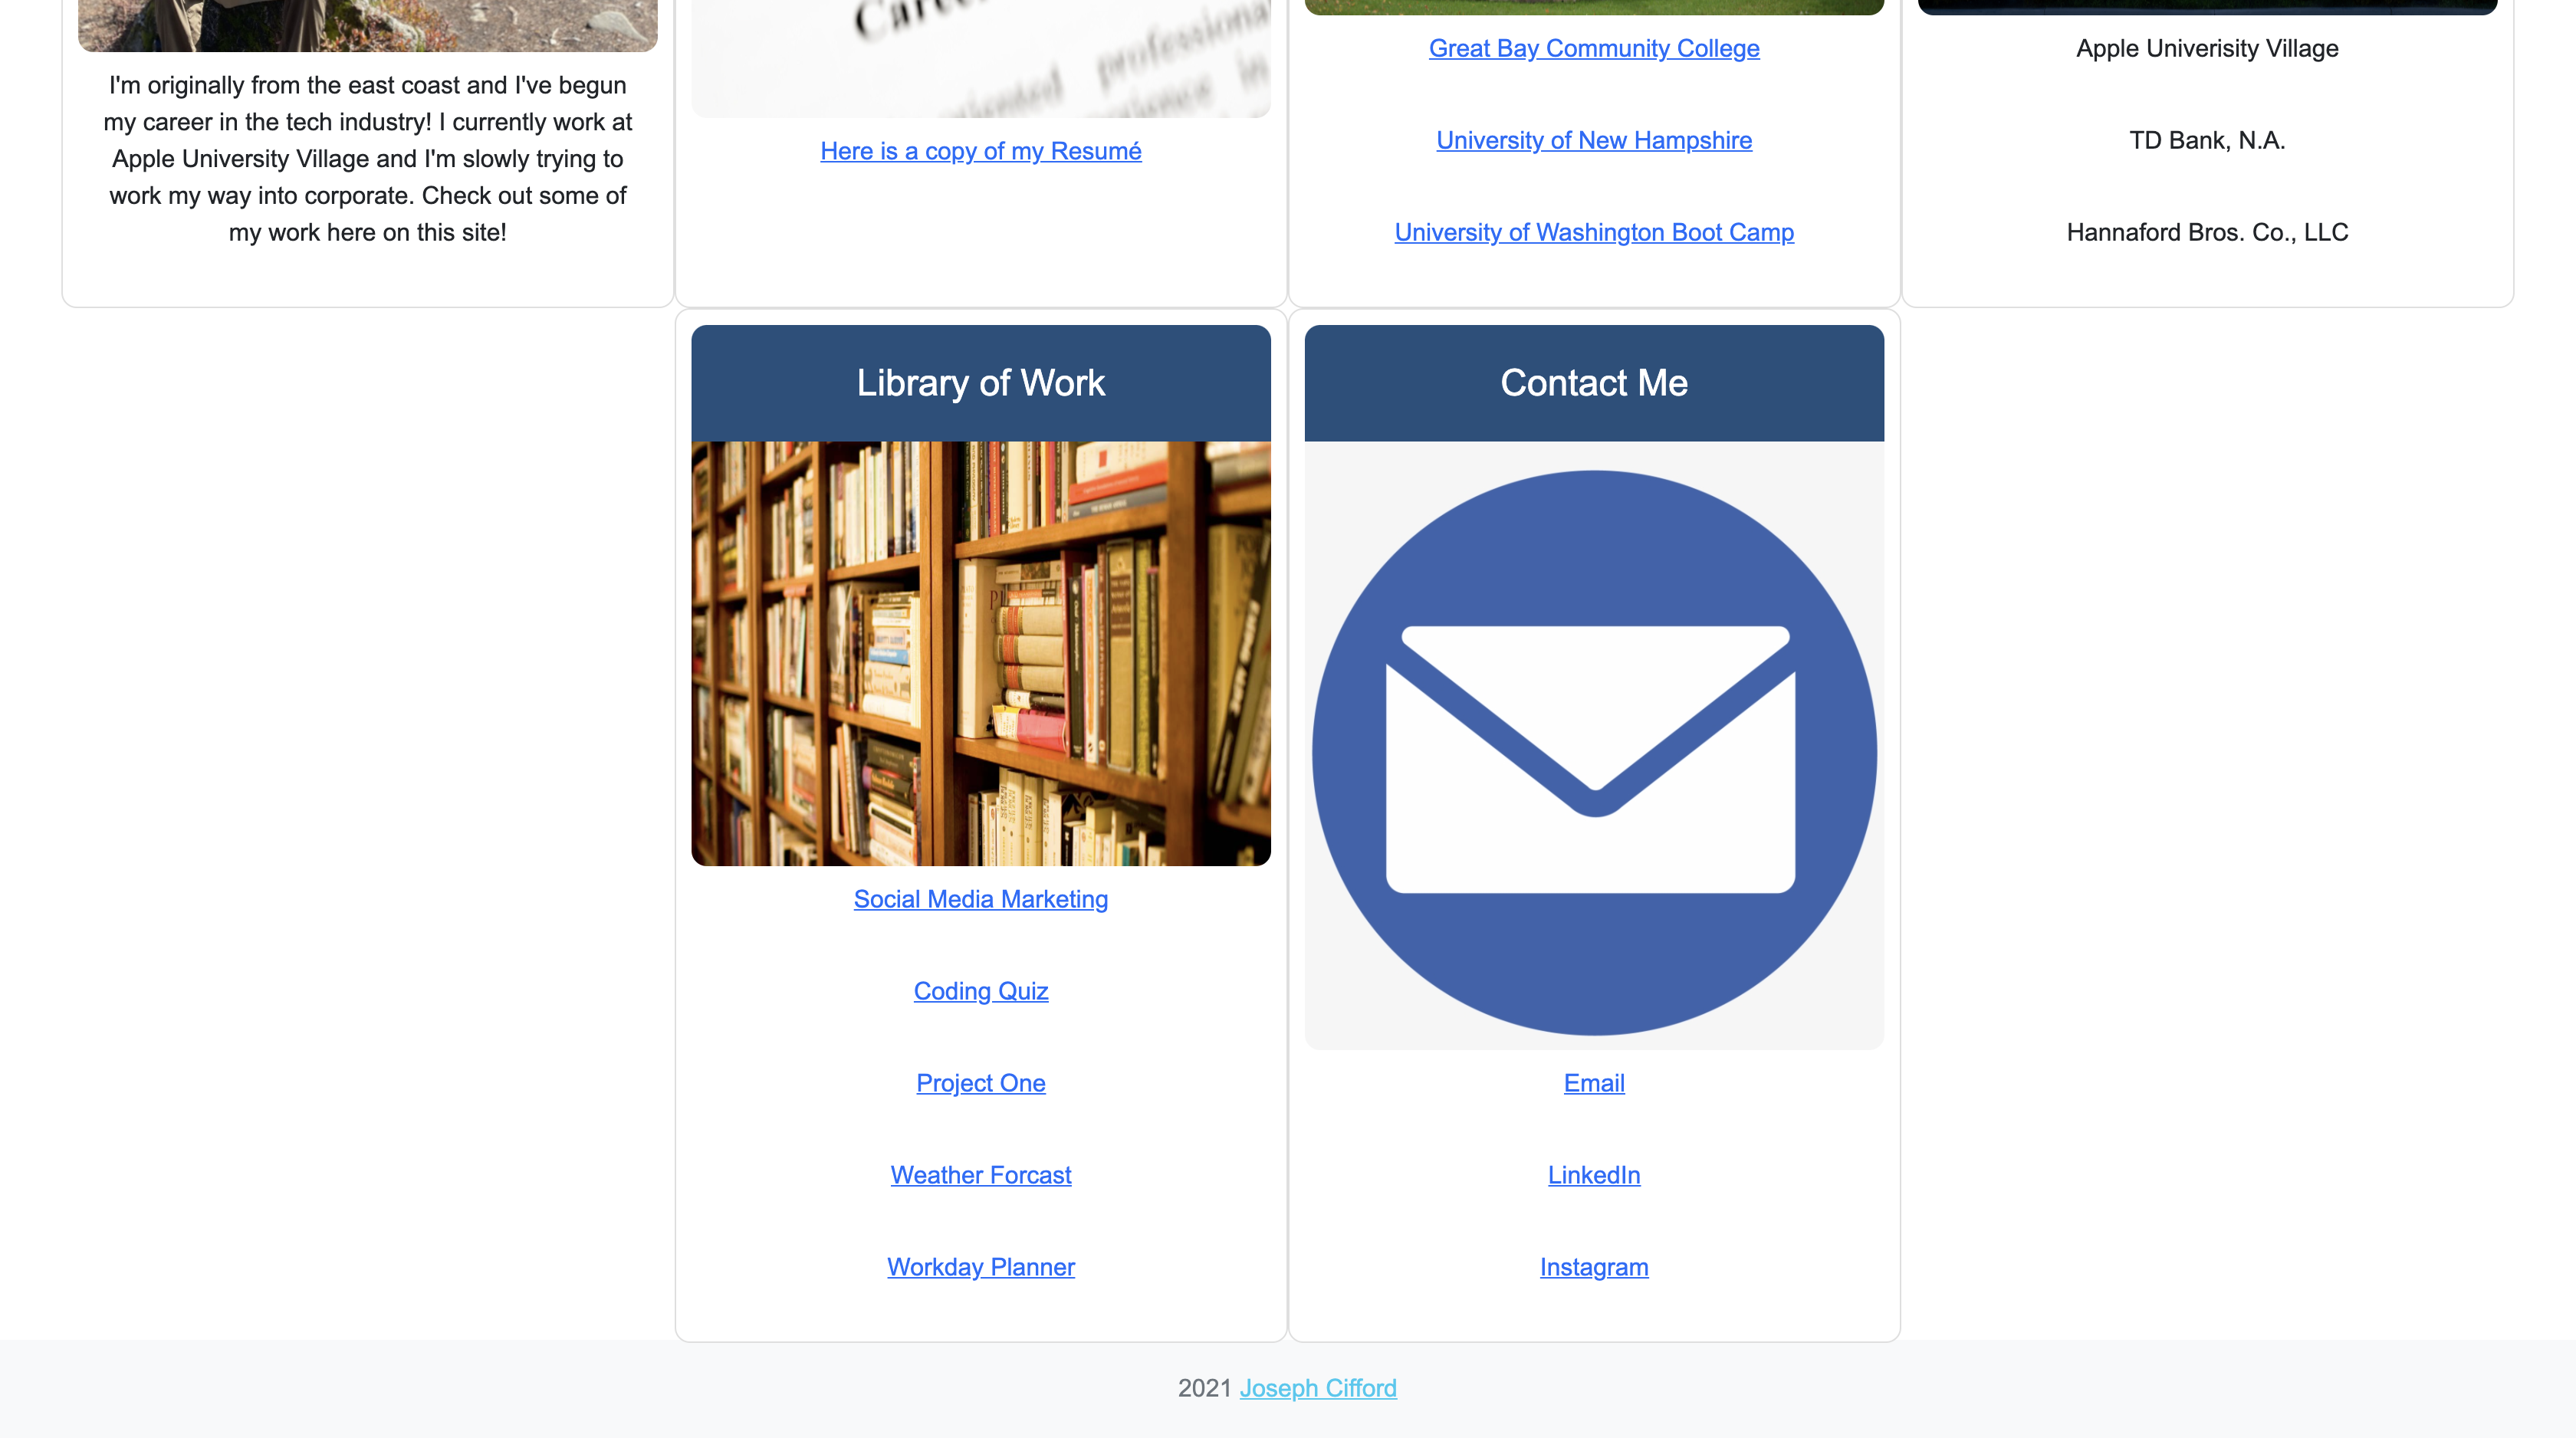 I'm originally from the east coast and I've begun
my career in the tech industry! I currently work at
Apple University Village and I'm slowly trying to
work my way into corporate. Check out some of
my work here on this site!
professional
oriented
in
Here is a copy of my Resumé
Great Bay Community College
University of New Hampshire
University of Washington Boot Camp
Apple Univerisity Village
TD Bank, N.A.
Hannaford Bros. Co., LLC
Library of Work
Social Media Marketing
Coding Quiz
Project One
Weather Forcast
Workday Planner
Contact Me
Email
LinkedIn
Instagram
2021 Joseph Cifford